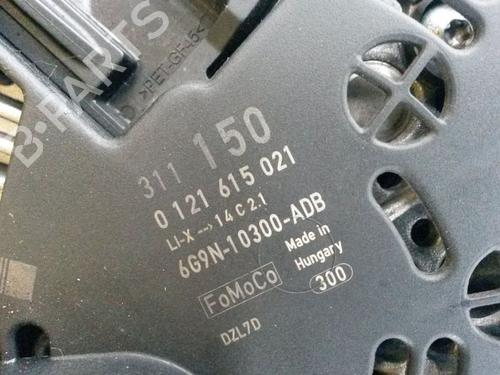 B-PARTS
>PET-GF45<
311 150
0 121 615 021
LI-X --> 14 C 2.1
6G9N-10300-ADB
FoMoCo
Made in
Hungary
300
DZL7D